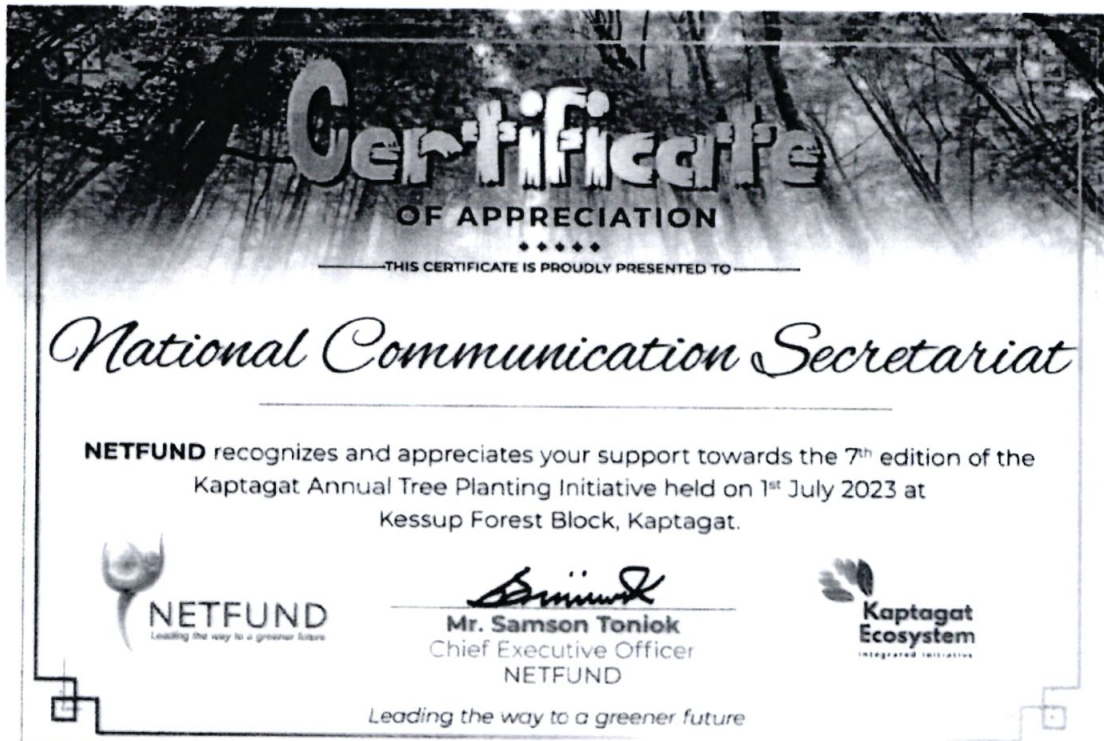 Certificate
OF APPRECIATION
THIS CERTIFICATE IS PROUDLY PRESENTED TO
National Communication Secretariat
NETFUND recognizes and appreciates your support towards the 7th edition of the
Kaptagat Annual Tree Planting Initiative held on 1st July 2023 at
Kessup Forest Block, Kaptagat.
NETFUND
Leading the way to a greener future
Mr. Samson Toniok
Chief Executive Officer
NETFUND
Kaptagat
Ecosystem
integrated initiative
Leading the way to a greener future